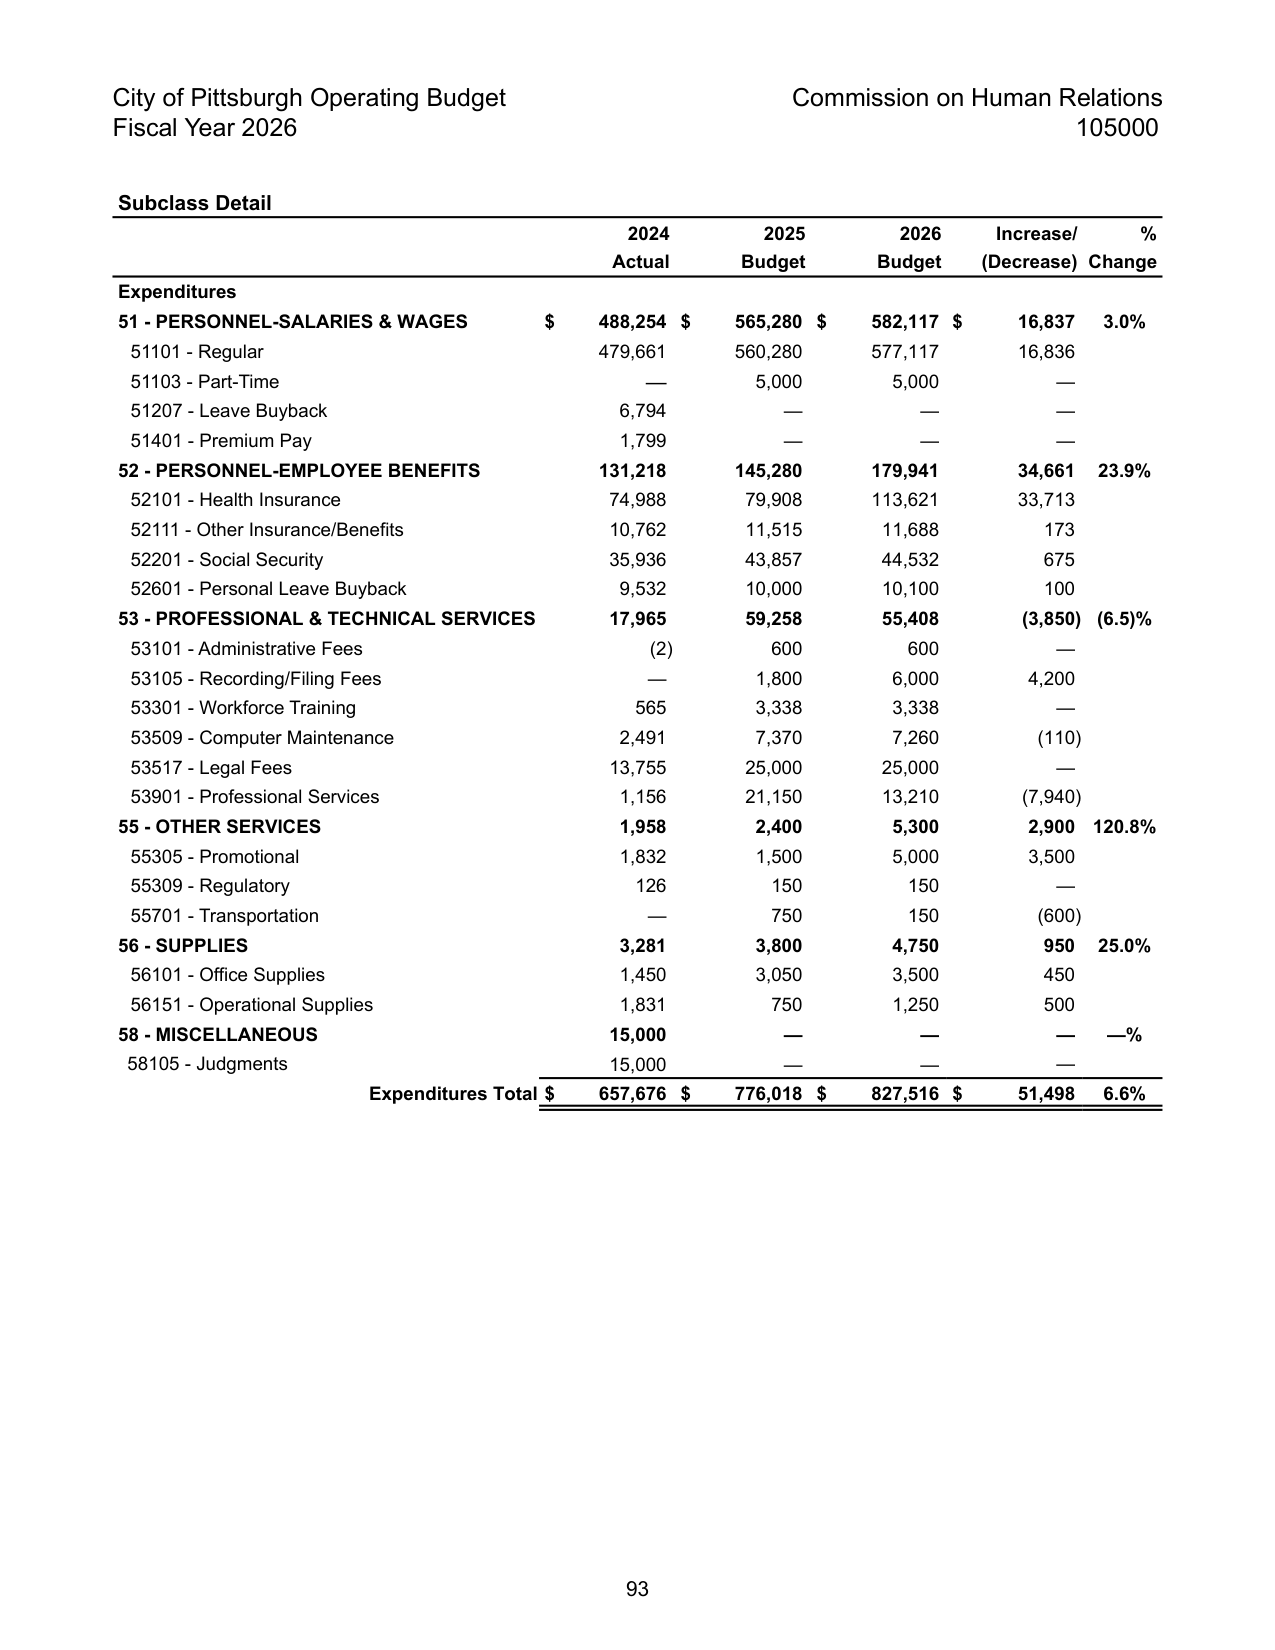 City of Pittsburgh Operating Budget Commission on Human Relations
Fiscal Year 2026 105000
Subclass Detail
2024 2025 2026 Increase/ %
Actual Budget Budget (Decrease) Change
Expenditures
51 - PERSONNEL-SALARIES & WAGES $ 488,254 $ 565,280 $ 582,117 $ 16,837 3.0%
51101 - Regular 479,661 560,280 577,117 16,836
51103 - Part-Time — 5,000 5,000 —
51207 - Leave Buyback 6,794 — — —
51401 - Premium Pay 1,799 — — —
52 - PERSONNEL-EMPLOYEE BENEFITS 131,218 145,280 179,941 34,661 23.9%
52101 - Health Insurance 74,988 79,908 113,621 33,713
52111 - Other Insurance/Benefits 10,762 11,515 11,688 173
52201 - Social Security 35,936 43,857 44,532 675
52601 - Personal Leave Buyback 9,532 10,000 10,100 100
53 - PROFESSIONAL & TECHNICAL SERVICES 17,965 59,258 55,408 (3,850) (6.5)%
53101 - Administrative Fees (2) 600 600 —
53105 - Recording/Filing Fees — 1,800 6,000 4,200
53301 - Workforce Training 565 3,338 3,338 —
53509 - Computer Maintenance 2,491 7,370 7,260 (110)
53517 - Legal Fees 13,755 25,000 25,000 —
53901 - Professional Services 1,156 21,150 13,210 (7,940)
55 - OTHER SERVICES 1,958 2,400 5,300 2,900 120.8%
55305 - Promotional 1,832 1,500 5,000 3,500
55309 - Regulatory 126 150 150 —
55701 - Transportation — 750 150 (600)
56 - SUPPLIES 3,281 3,800 4,750 950 25.0%
56101 - Office Supplies 1,450 3,050 3,500 450
56151 - Operational Supplies 1,831 750 1,250 500
58 - MISCELLANEOUS 15,000 — — — —%
58105 - Judgments 15,000 — — —
Expenditures Total $ 657,676 $ 776,018 $ 827,516 $ 51,498 6.6%
93